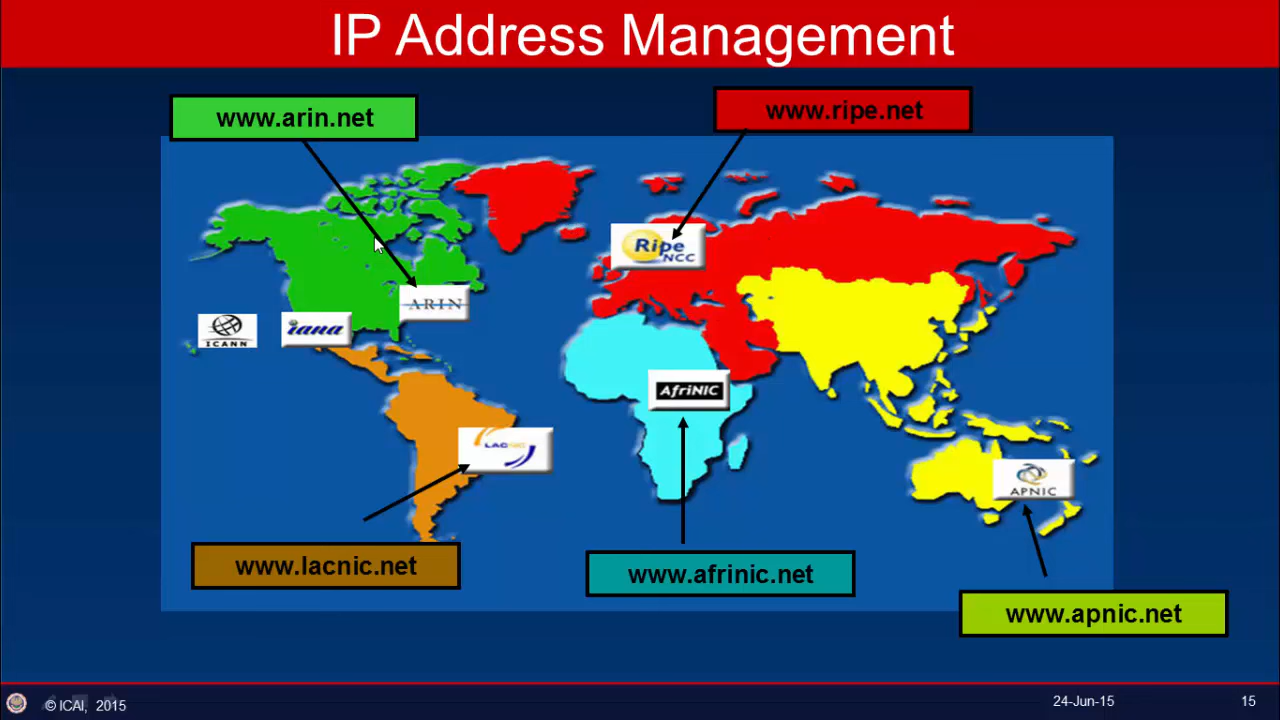 IP Address Management
www.arin.net
www.ripe.net
Ripe
NCC
ARIN
ICANN
iana
AfriNIC
LACNIC
APNIC
www.lacnic.net
www.afrinic.net
www.apnic.net
© ICAI, 2015
24-Jun-15
15